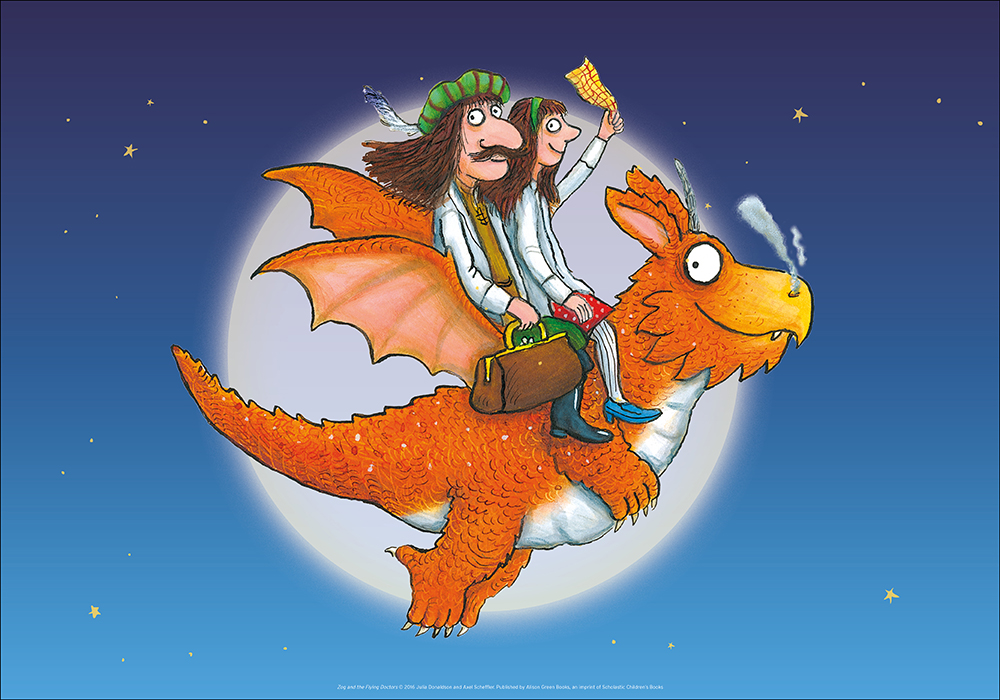 Zog and the Flying Doctors © 2016 Julia Donaldson and Axel Scheffler. Published by Alison Green Books, an imprint of Scholastic Children's Books